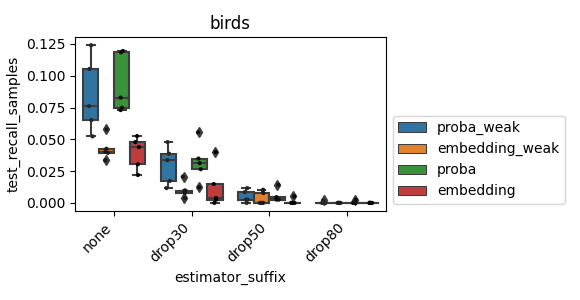 birds
0.125
0.100
0.075
0.050
0.025
0.000
test_recall_samples
none
drop30
drop50
drop80
estimator_suffix
proba_weak
embedding_weak
proba
embedding